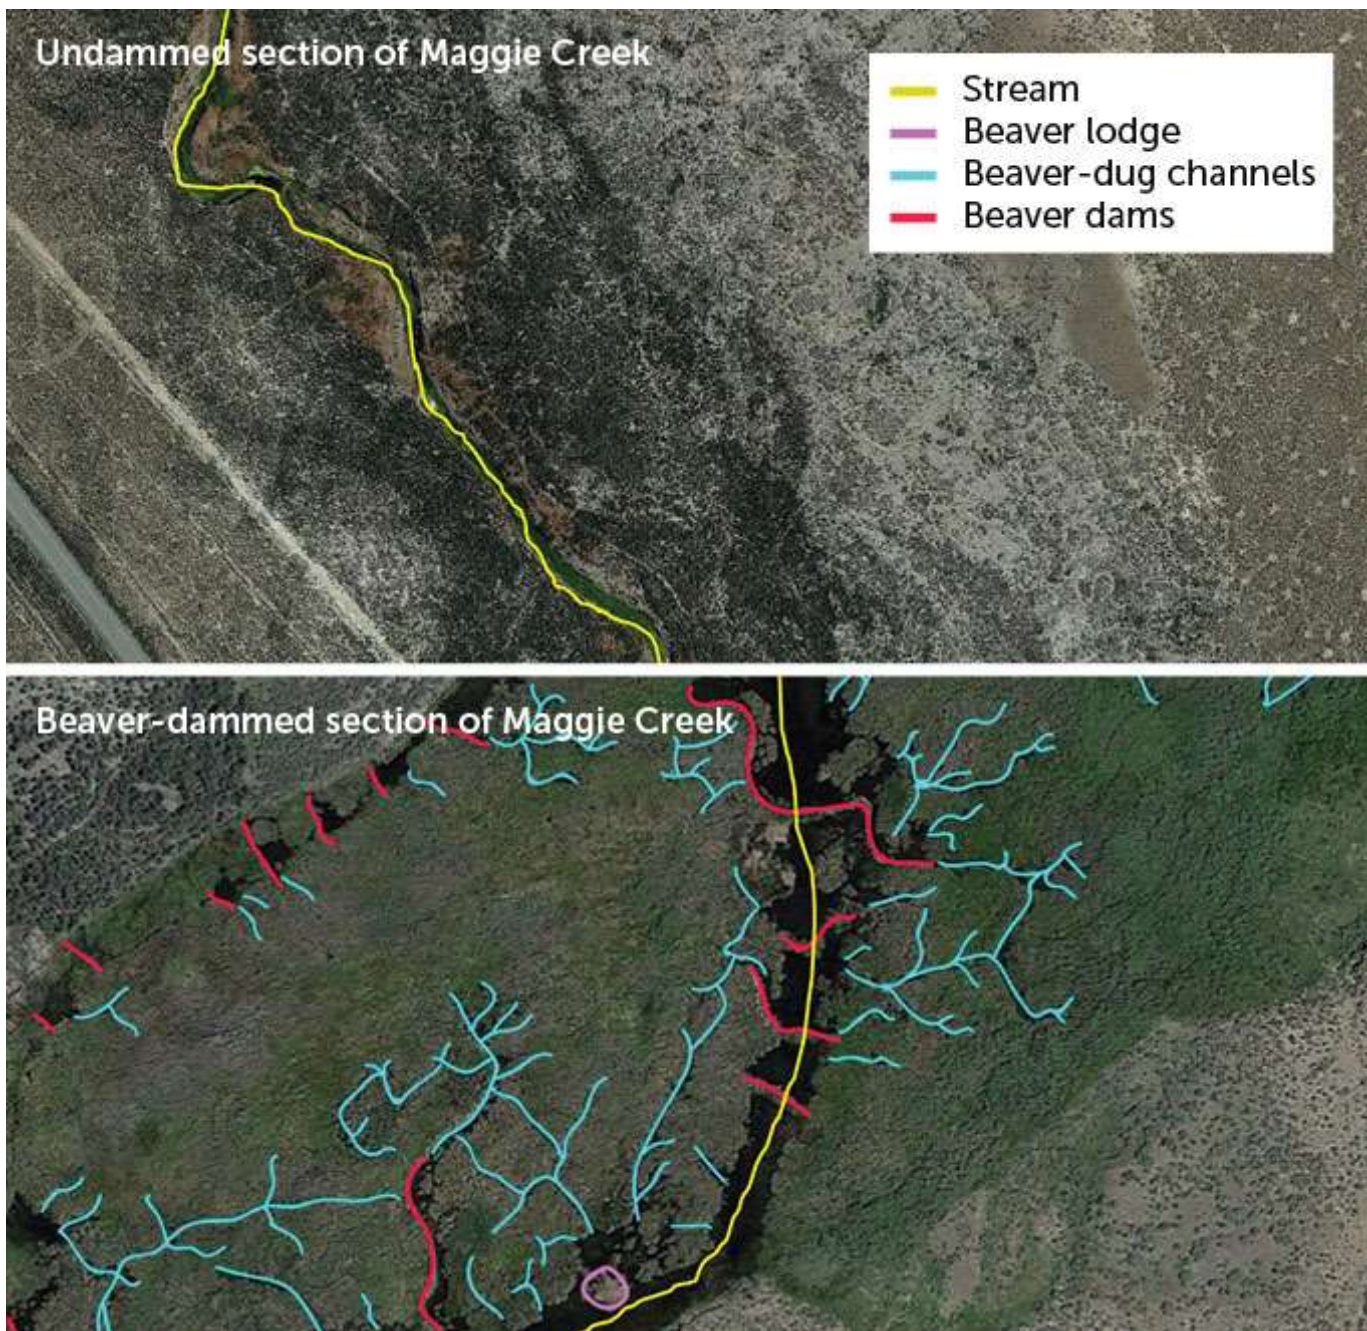 Undammed section of Maggie Creek
Stream
Beaver lodge
Beaver-dug channels
Beaver dams
Beaver-dammed section of Maggie Creek